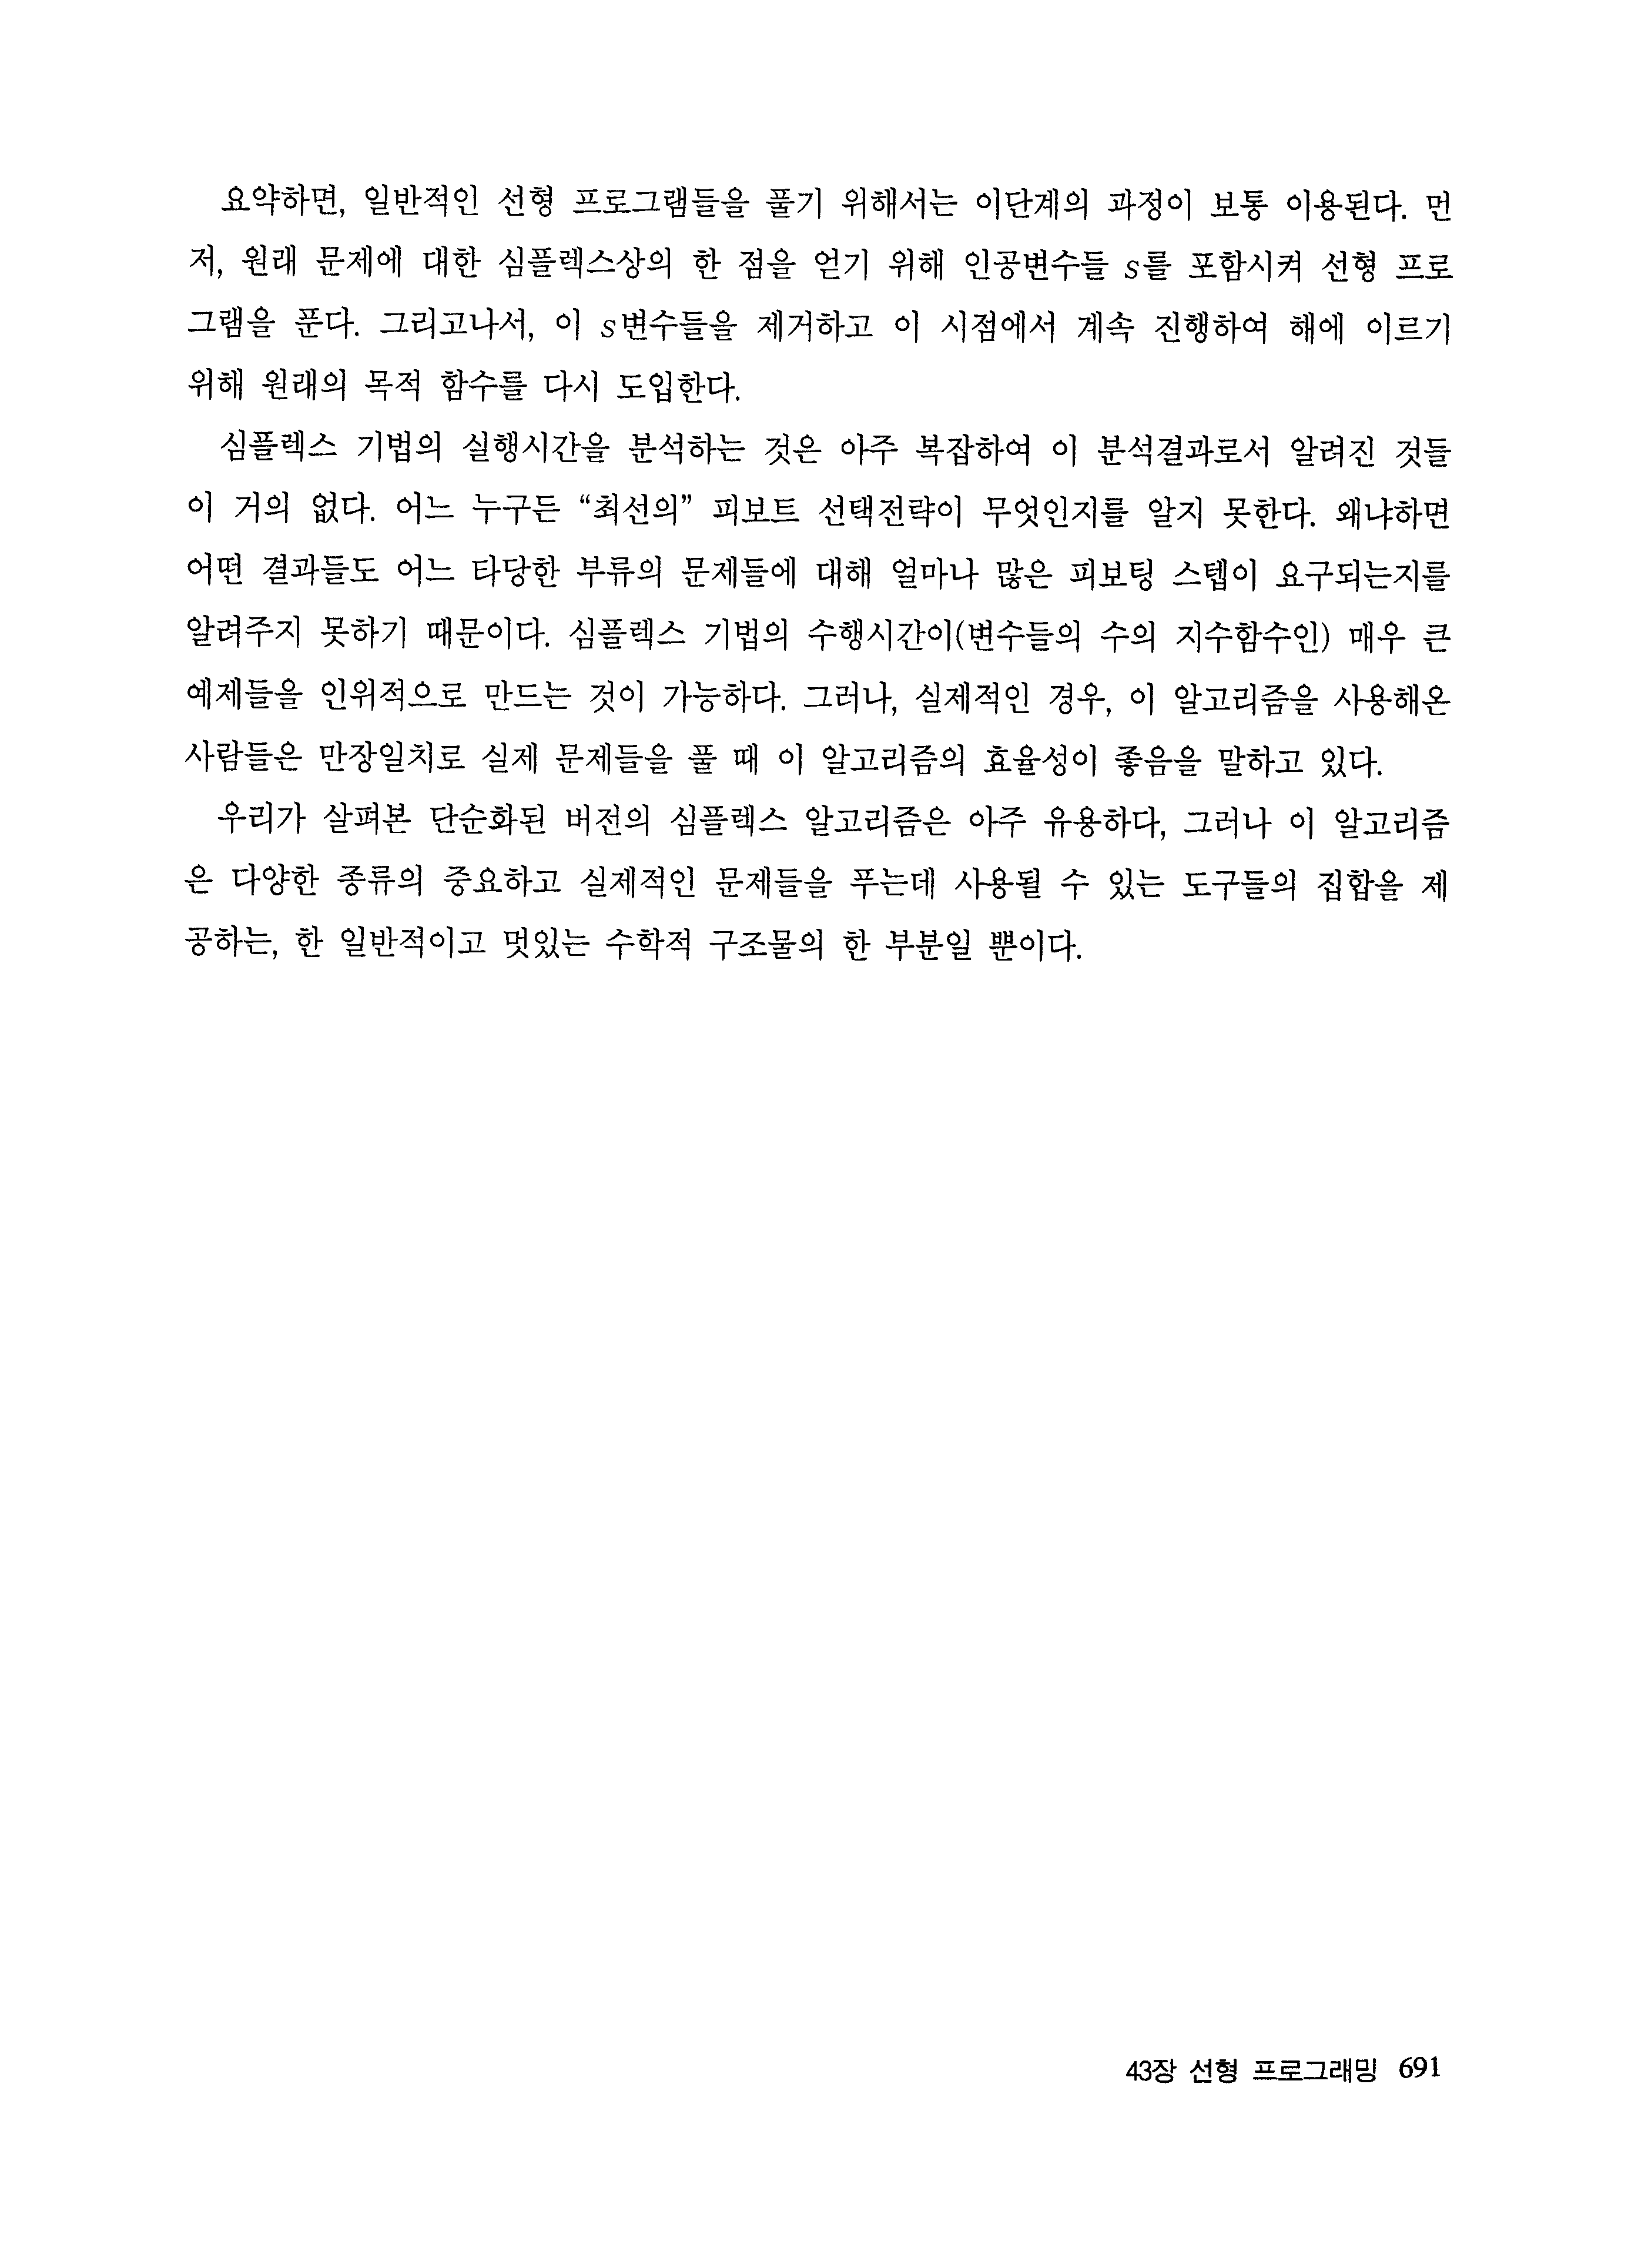 요약하면, 일반적인 선형 프로그램들을 풀기 위해서는 이단계의 과정이 보통 이용된다. 먼
저, 원래 문제에 대한 심플렉스상의 한 점을 얻기 위해 인공변수들 s를 포함시켜 선형 프로
그램을 푼다. 그리고나서, 이 s변수들을 제거하고 이 시점에서 계속 진행하여 해에 이르기
위해 원래의 목적 함수를 다시 도입한다.
심플렉스 기법의 실행시간을 분석하는 것은 아주 복잡하여 이 분석결과로서 알려진 것들
이 거의 없다. 어느 누구든 “최선의” 피보트 선택전략이 무엇인지를 알지 못한다. 왜냐하면
어떤 결과들도 어느 타당한 부류의 문제들에 대해 얼마나 많은 피보팅 스텝이 요구되는지를
알려주지 못하기 때문이다. 심플렉스 기법의 수행시간이(변수들의 수의 지수함수인) 매우 큰
예제들을 인위적으로 만드는 것이 가능하다. 그러나, 실제적인 경우, 이 알고리즘을 사용해온
사람들은 만장일치로 실제 문제들을 풀 때 이 알고리즘의 효율성이 좋음을 말하고 있다.
우리가 살펴본 단순화된 버전의 심플렉스 알고리즘은 아주 유용하다, 그러나 이 알고리즘
은 다양한 종류의 중요하고 실제적인 문제들을 푸는데 사용될 수 있는 도구들의 집합을 제
공하는, 한 일반적이고 멋있는 수학적 구조물의 한 부분일 뿐이다.
43장 선형 프로그래밍 691